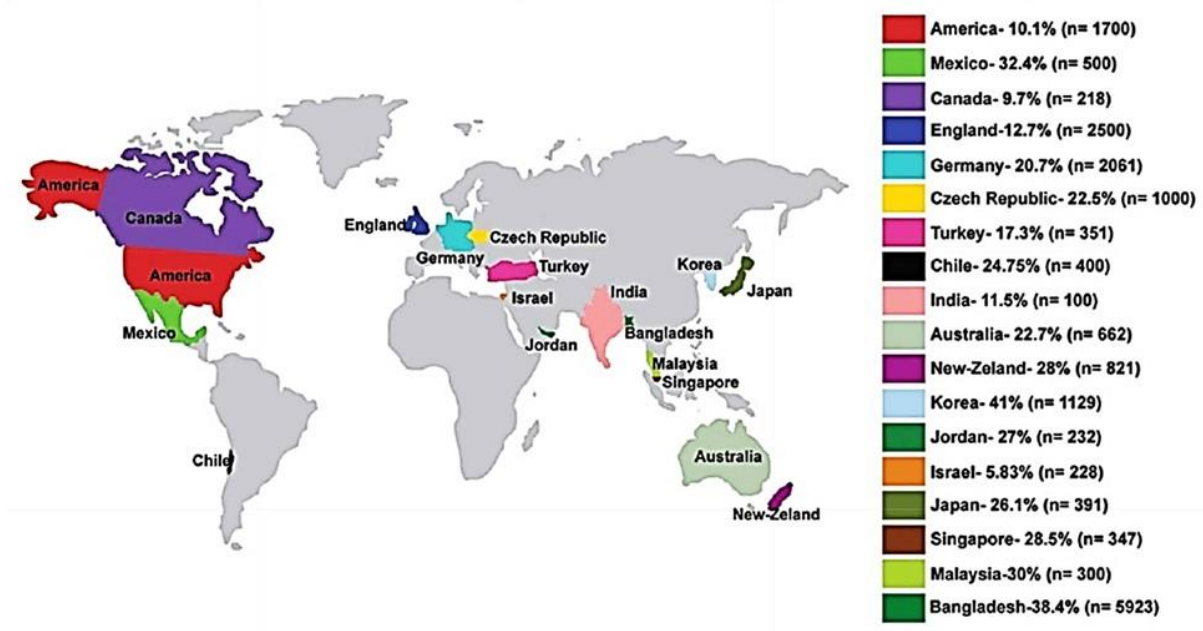 America- 10.1% (n= 1700)
Mexico- 32.4% (n= 500)
Canada- 9.7% (n= 218)
England-12.7% (n= 2500)
Germany- 20.7% (n= 2061)
Czech Republic- 22.5% (n= 1000)
Turkey- 17.3% (n= 351)
Chile- 24.75% (n= 400)
India- 11.5% (n= 100)
Australia- 22.7% (n= 662)
New-Zeland- 28% (n= 821)
Korea- 41% (n= 1129)
Jordan- 27% (n= 232)
Israel- 5.83% (n= 228)
Japan- 26.1% (n= 391)
Singapore- 28.5% (n= 347)
Malaysia-30% (n= 300)
Bangladesh-38.4% (n= 5923)
America
Canada
America
Mexico
Chile
England
Czech Republic
Germany
Turkey
Israel
Jordan
India
Bangladesh
Korea
Japan
Malaysia
Singapore
Australia
New-Zeland